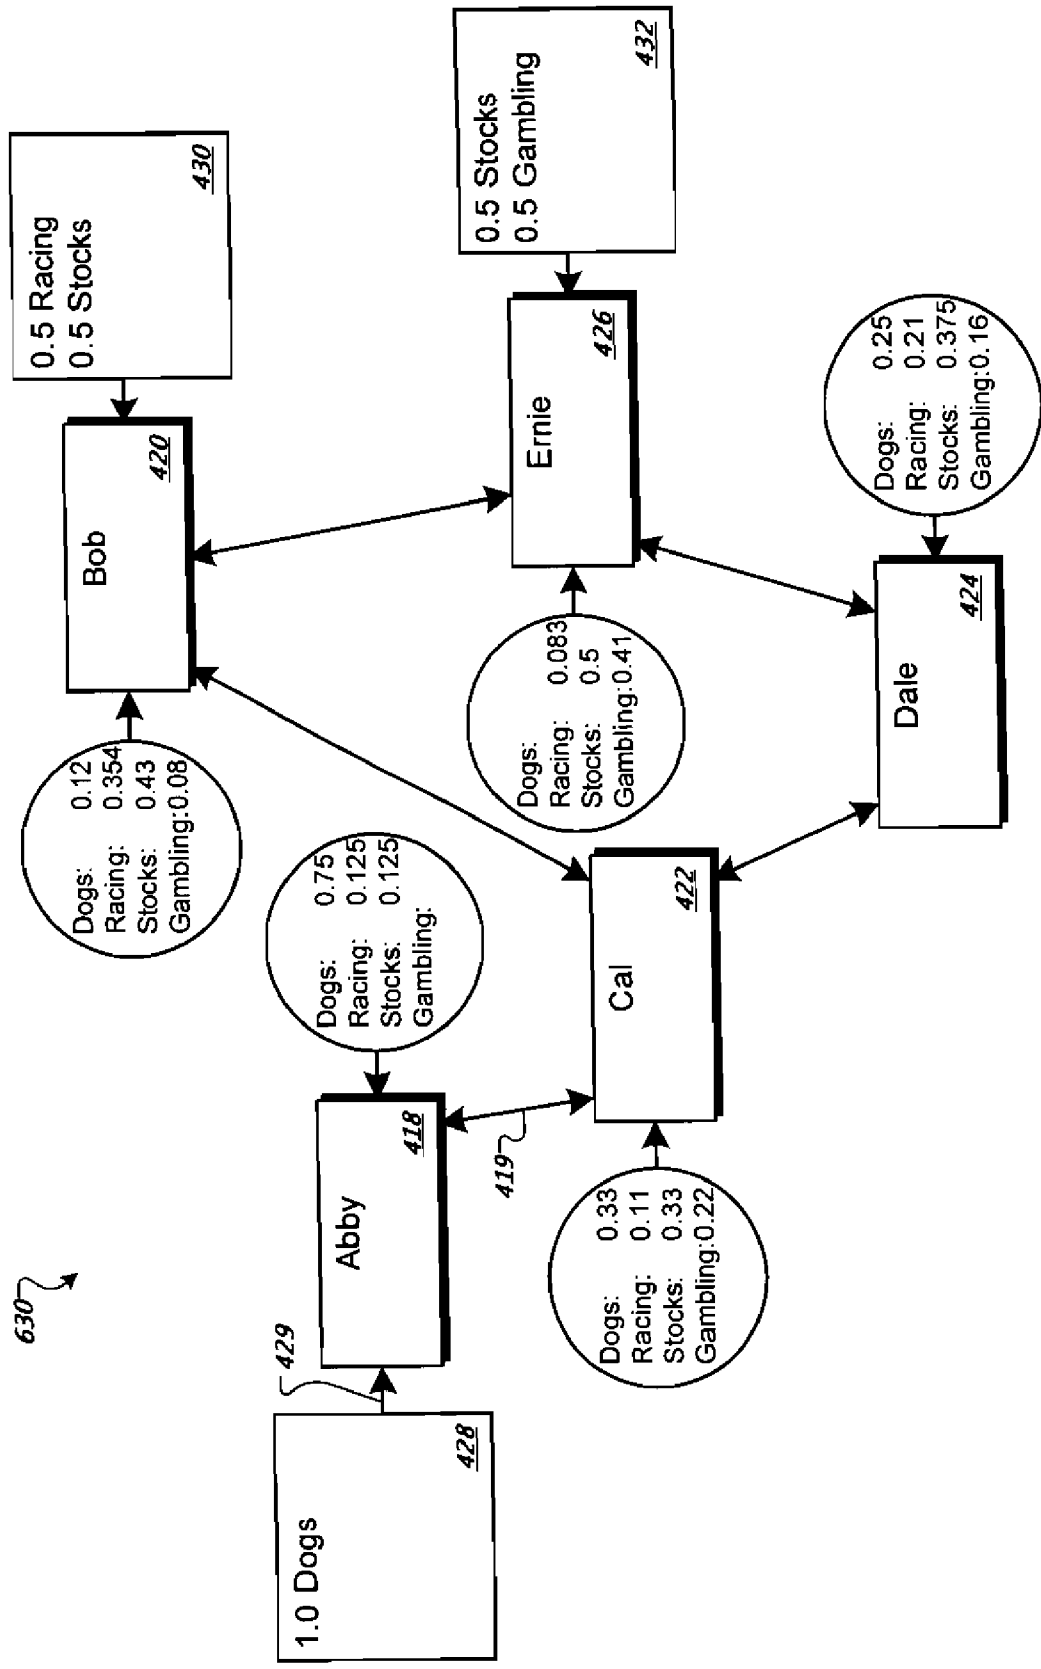 630
1.0 Dogs
428
429
Abby
418
Dogs: 0.75
Racing: 0.125
Stocks: 0.125
Gambling:
419
Dogs: 0.12
Racing: 0.354
Stocks: 0.43
Gambling:0.08
Bob
420
0.5 Racing
0.5 Stocks
430
Dogs: 0.33
Racing: 0.11
Stocks: 0.33
Gambling:0.22
Cal
422
Dogs:
Racing: 0.083
Stocks: 0.5
Gambling:0.41
Ernie
426
0.5 Stocks
0.5 Gambling
432
Dale
424
Dogs: 0.25
Racing: 0.21
Stocks: 0.375
Gambling:0.16